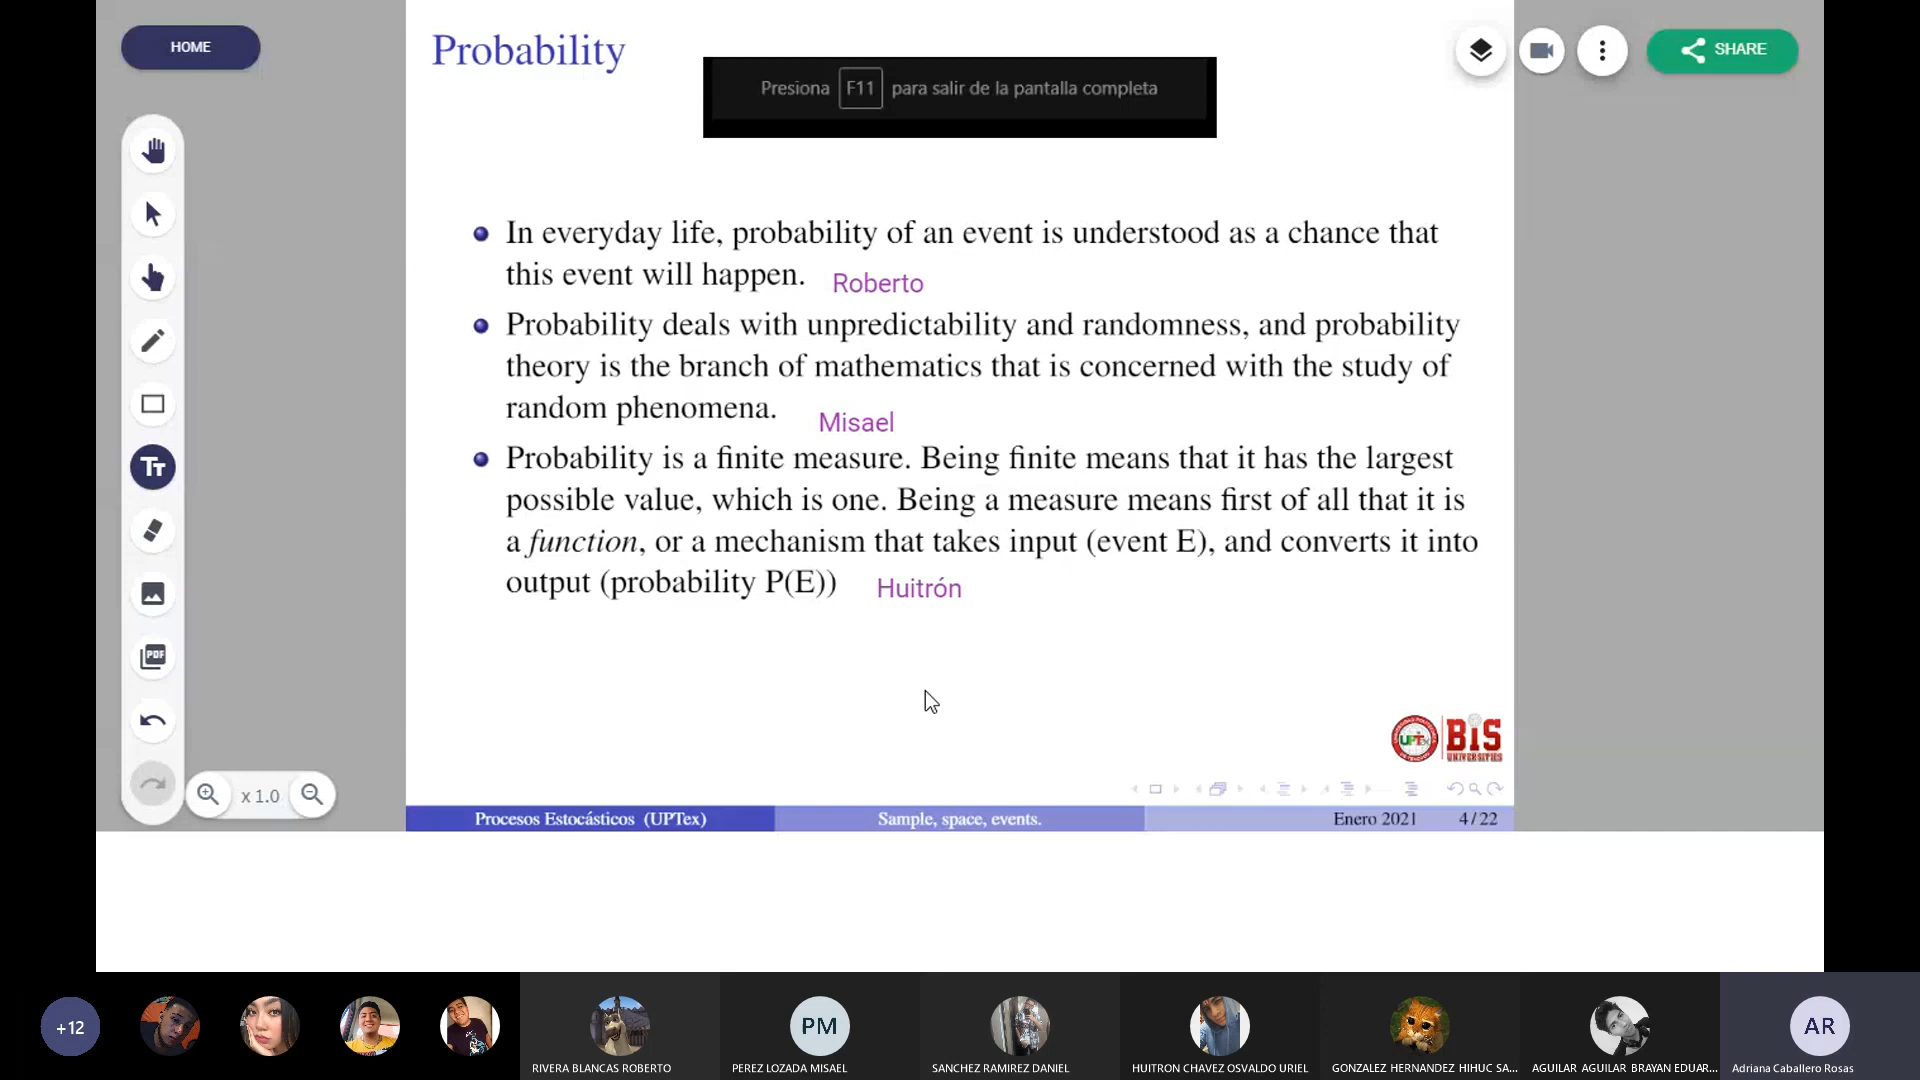 HOME
Probability
Presiona F11 para salir de la pantalla completa
SHARE
In everyday life, probability of an event is understood as a chance that
this event will happen. Roberto
Probability deals with unpredictability and randomness, and probability
theory is the branch of mathematics that is concerned with the study of
random phenomena. Misael
Probability is a finite measure. Being finite means that it has the largest
possible value, which is one. Being a measure means first of all that it is
a function, or a mechanism that takes input (event E), and converts it into
output (probability P(E)) Huitrón
TT
PDF
x 1.0
UPTx BIS
UNIVERSITIES
Procesos Estocásticos (UPTex) Sample, space, events. Enero 2021 4 / 22
+12
PM
AR
RIVERA BLANCAS ROBERTO
PEREZ LOZADA MISAEL
SANCHEZ RAMIREZ DANIEL
HUITRON CHAVEZ OSVALDO URIEL
GONZALEZ HERNANDEZ HIHUC SA...
AGUILAR AGUILAR BRAYAN EDUAR...
Adriana Caballero Rosas